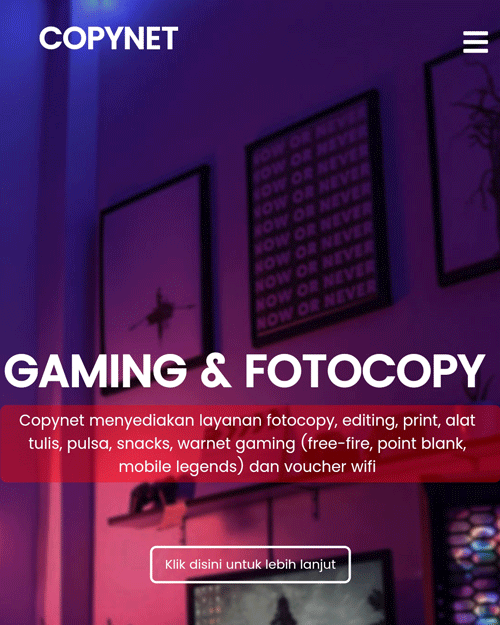 COPYNET
NOW OR NEVER
NOW OR NEVER
NOW OR NEVER
NOW OR NEVER
NOW OR NEVER
NOW OR NEVER
NOW OR NEVER
NOW OR NEVER
NOW OR NEVER
NOW OR NEVER
GAMING & FOTOCOPY
Copynet menyediakan layanan fotocopy, editing, print, alat
tulis, pulsa, snacks, warnet gaming (free-fire, point blank,
mobile legends) dan voucher wifi
Klik disini untuk lebih lanjut